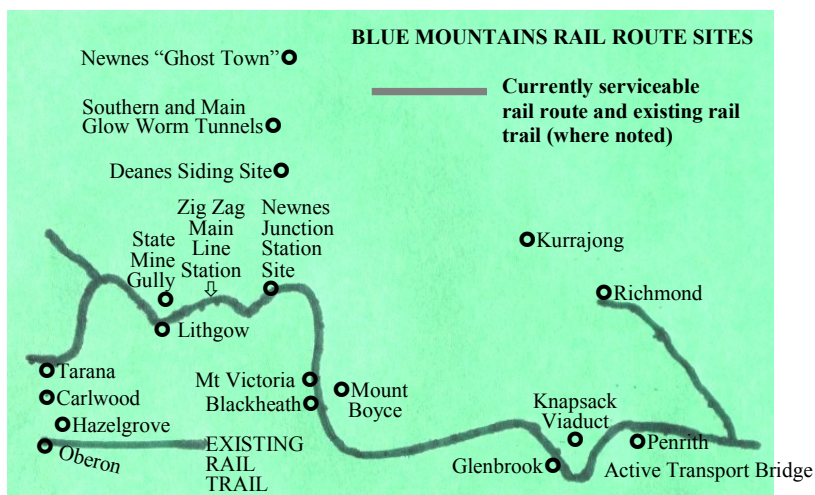 BLUE MOUNTAINS RAIL ROUTE SITES
Newnes “Ghost Town”
Currently serviceable
rail route and existing rail
trail (where noted)
Southern and Main
Glow Worm Tunnels
Deanes Siding Site
Zig Zag
Main
Line
Station
Newnes
Junction
Station
Site
State
Mine
Gully
Kurrajong
Richmond
Lithgow
Tarana
Carlwood
Hazelgrove
Oberon
Mt Victoria
Blackheath
Mount
Boyce
Knapsack
Viaduct
EXISTING
RAIL
TRAIL
Glenbrook
Penrith
Active Transport Bridge